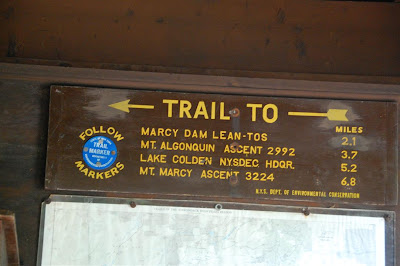 TRAIL TO
MILES
MARCY DAM LEAN-TOS 2.1
MT. ALGONQUIN ASCENT 2992 3.7
LAKE COLDEN NYSDEC HDQR. 5.2
MT. MARCY ASCENT 3224 6.8
N.Y.S. DEPT. OF ENVIRONMENTAL CONSERVATION
FOLLOW
TRAIL
MARKER
MARKERS